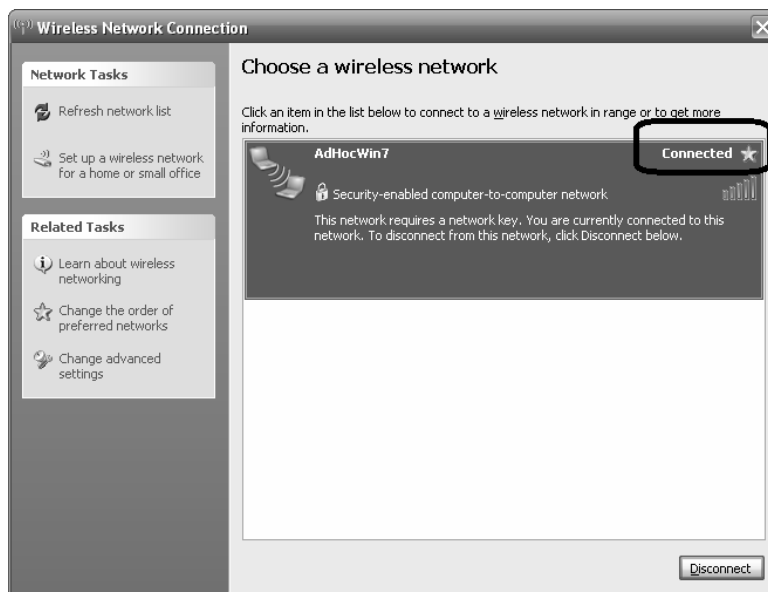 Wireless Network Connection
Network Tasks
Refresh network list
Set up a wireless network
for a home or small office
Related Tasks
Learn about wireless
networking
Change the order of
preferred networks
Change advanced
settings
Choose a wireless network
Click an item in the list below to connect to a wireless network in range or to get more
information.
AdHocWin7 Connected
Security-enabled computer-to-computer network
This network requires a network key. You are currently connected to this
network. To disconnect from this network, click Disconnect below.
Disconnect